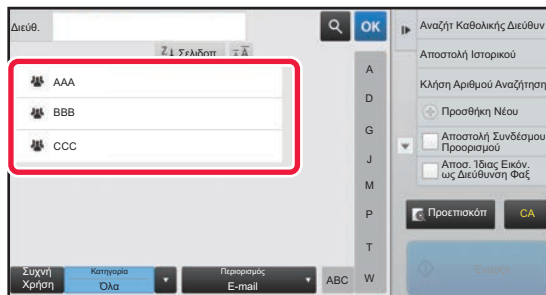 Διεύθ.
OK
Σελιδοπ
AAA
BBB
CCC
A
D
G
J
M
P
T
W
Συχνή
Χρήση
Κατηγορία
Όλα
Περιορισμός
E-mail
ABC
Αναζήτ Καθολικής Διεύθυν
Αποστολή Ιστορικού
Κλήση Αριθμού Αναζήτηση
Προσθήκη Νέου
Αποστολή Συνδέσμου
Προορισμού
Αποσ. Ίδιας Εικόν.
ως Διεύθυνση Φαξ
Προεπισκόπ
CA